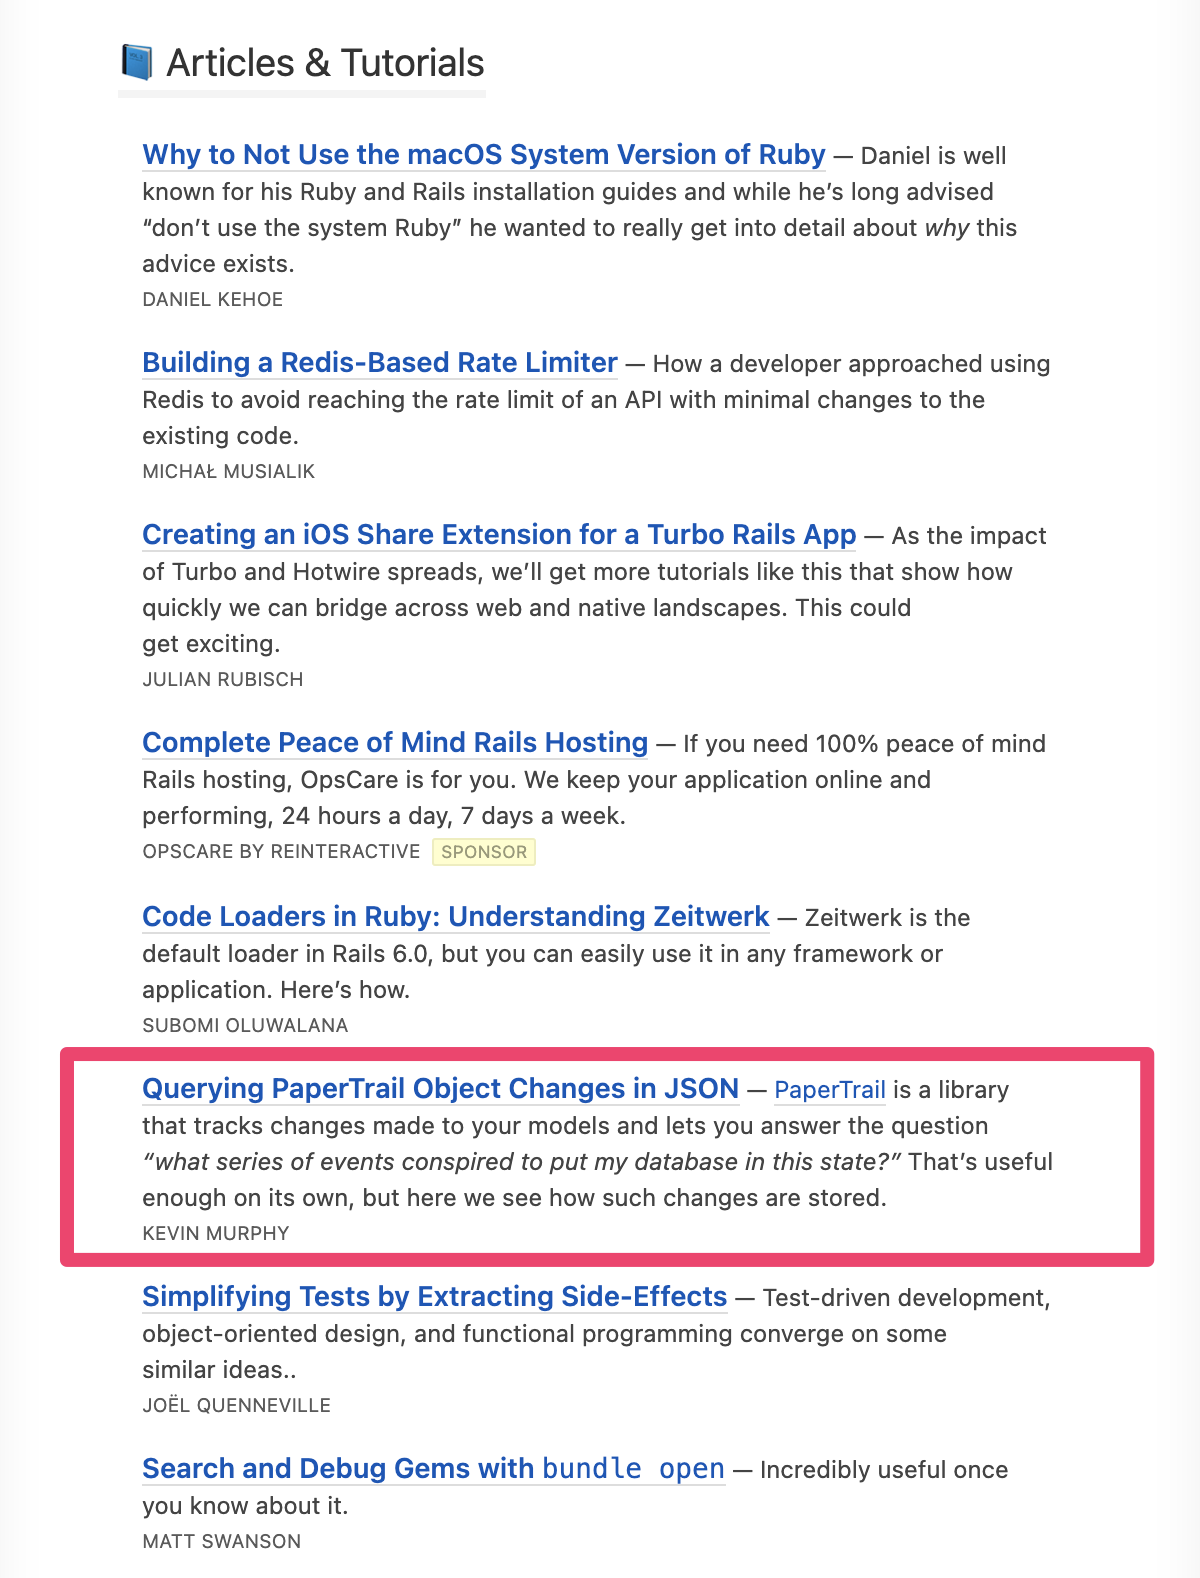 Articles & Tutorials
Why to Not Use the macOS System Version of Ruby — Daniel is well
known for his Ruby and Rails installation guides and while he’s long advised
“don’t use the system Ruby” he wanted to really get into detail about why this
advice exists.
DANIEL KEHOE
Building a Redis-Based Rate Limiter — How a developer approached using
Redis to avoid reaching the rate limit of an API with minimal changes to the
existing code.
MICHAŁ MUSIALIK
Creating an iOS Share Extension for a Turbo Rails App — As the impact
of Turbo and Hotwire spreads, we’ll get more tutorials like this that show how
quickly we can bridge across web and native landscapes. This could
get exciting.
JULIAN RUBISCH
Complete Peace of Mind Rails Hosting — If you need 100% peace of mind
Rails hosting, OpsCare is for you. We keep your application online and
performing, 24 hours a day, 7 days a week.
OPSCARE BY REINTERACTIVE SPONSOR
Code Loaders in Ruby: Understanding Zeitwerk — Zeitwerk is the
default loader in Rails 6.0, but you can easily use it in any framework or
application. Here’s how.
SUBOMI OLUWALANA
Querying PaperTrail Object Changes in JSON — PaperTrail is a library
that tracks changes made to your models and lets you answer the question
“what series of events conspired to put my database in this state?” That’s useful
enough on its own, but here we see how such changes are stored.
KEVIN MURPHY
Simplifying Tests by Extracting Side-Effects — Test-driven development,
object-oriented design, and functional programming converge on some
similar ideas..
JOËL QUENNEVILLE
Search and Debug Gems with bundle open — Incredibly useful once
you know about it.
MATT SWANSON